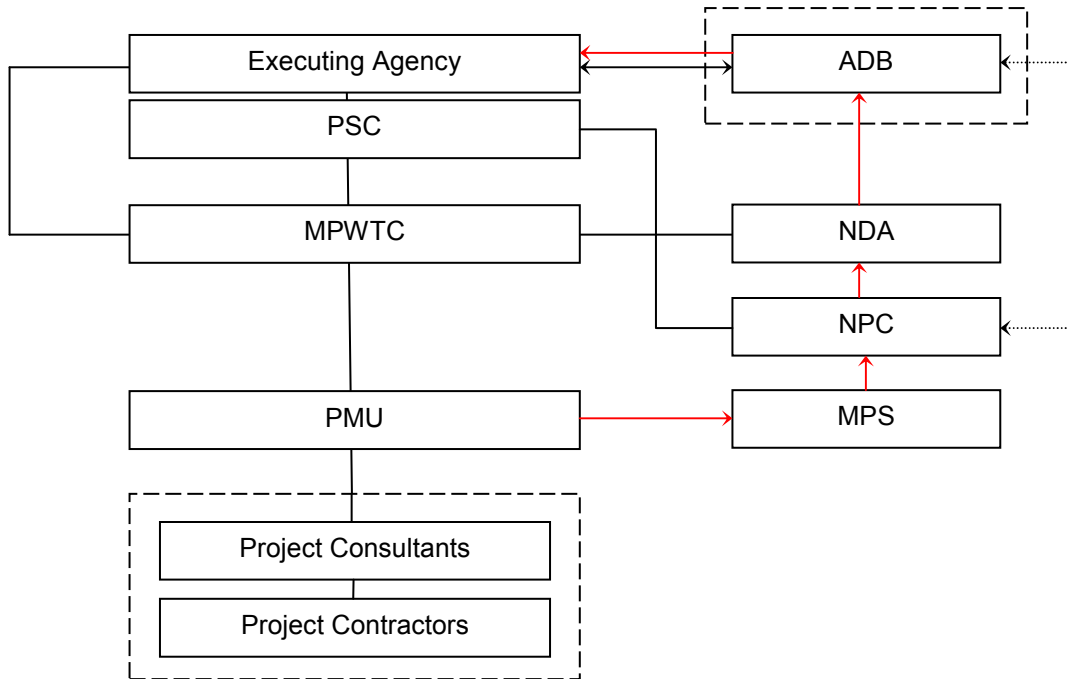 Executing Agency
ADB
PSC
MPWTC
NDA
NPC
PMU
MPS
Project Consultants
Project Contractors